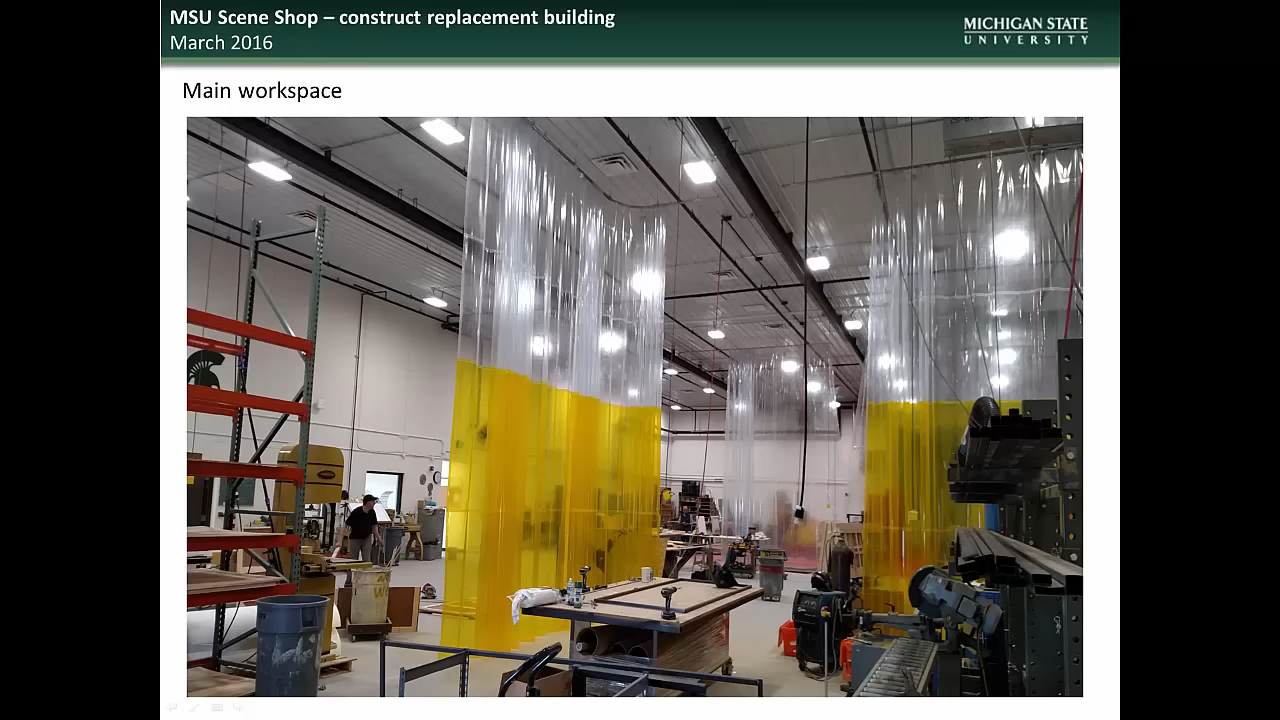 MSU Scene Shop – construct replacement building
March 2016
MICHIGAN STATE
UNIVERSITY
Main workspace